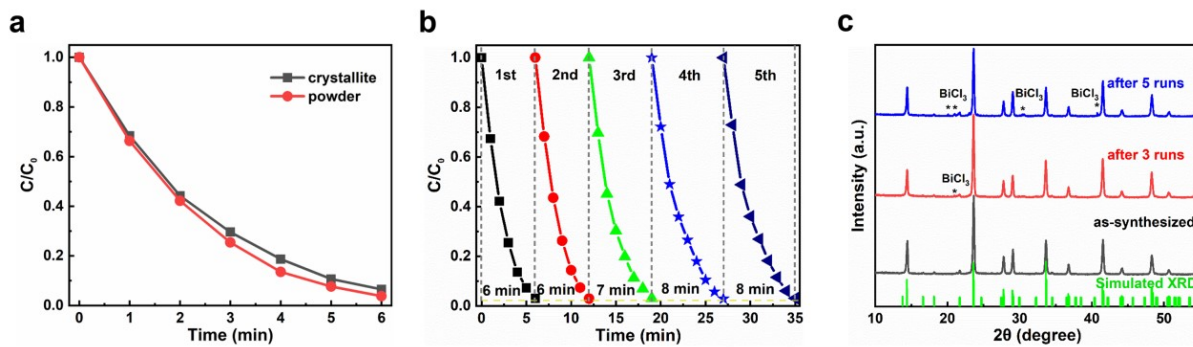 a
C/C₀
1.0
0.8
0.6
0.4
0.2
0.0
crystallite
powder
0 1 2 3 4 5 6
Time (min)
b
C/C₀
1.0
0.8
0.6
0.4
0.2
0.0
1st 2nd 3rd 4th 5th
6 min 6 min 7 min 8 min 8 min
0 5 10 15 20 25 30 35
Time (min)
c
Intensity (a.u.)
after 5 runs
BiCl₃ BiCl₃ BiCl₃
* * * *
after 3 runs
BiCl₃
*
as-synthesized
Simulated XRD
10 20 30 40 50
2θ (degree)